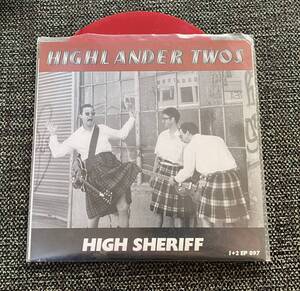 HIGHLANDER TWOS
HIGH SHERIFF
1+2 EP 097